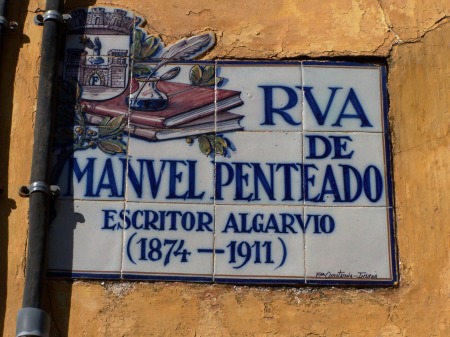 RVA
DE
MANVEL PENTEADO
ESCRITOR ALGARVIO
(1874-1911)